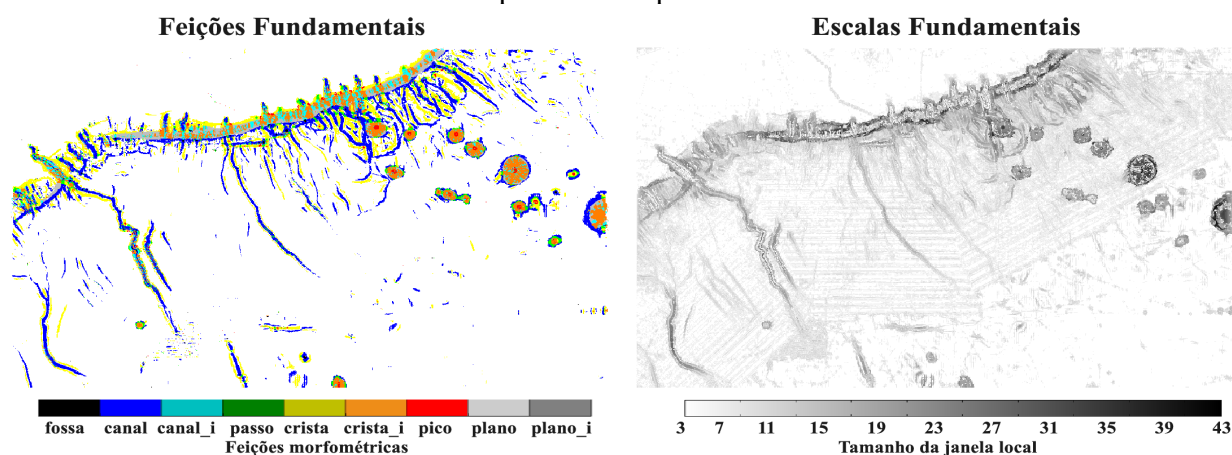 Feições Fundamentais
Escalas Fundamentais
fossa canal canal_i passo crista crista_i pico plano plano_i
Feições morfométricas
3 7 11 15 19 23 27 31 35 39 43
Tamanho da janela local